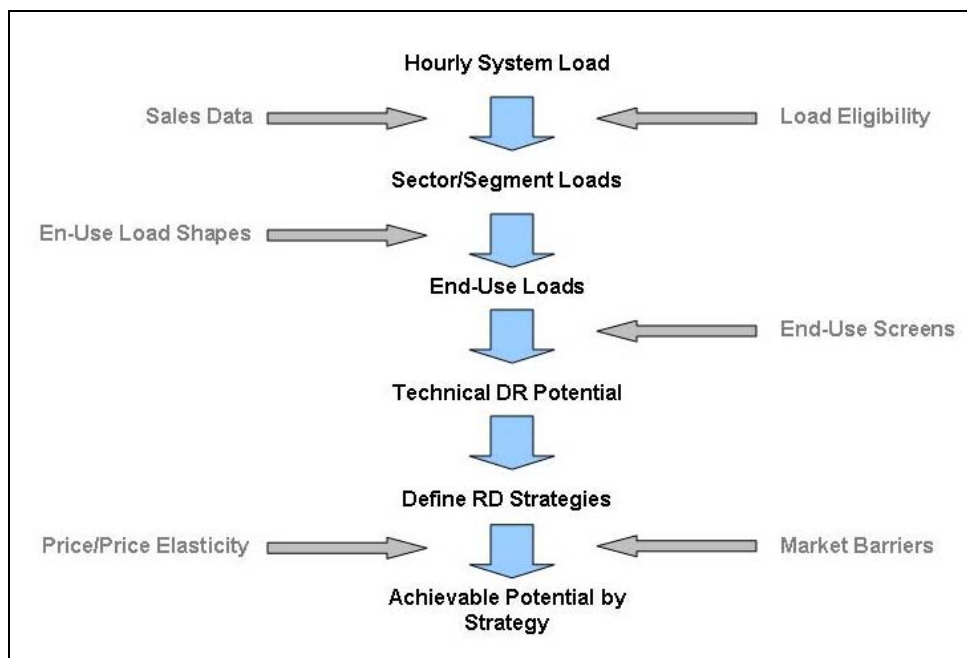 Hourly System Load
Sales Data
Load Eligibility
Sector/Segment Loads
En-Use Load Shapes
End-Use Loads
End-Use Screens
Technical DR Potential
Define RD Strategies
Price/Price Elasticity
Market Barriers
Achievable Potential by
Strategy